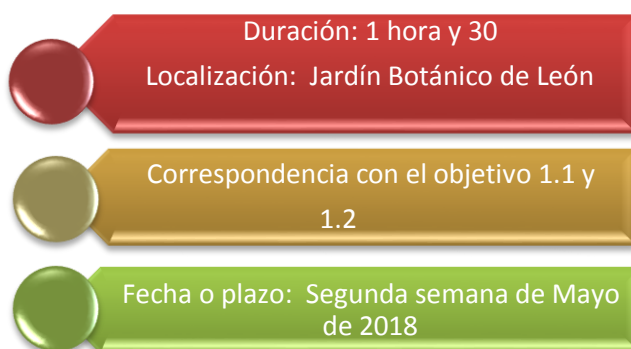 Duración: 1 hora y 30
Localización: Jardín Botánico de León
Correspondencia con el objetivo 1.1 y
1.2
Fecha o plazo: Segunda semana de Mayo
de 2018